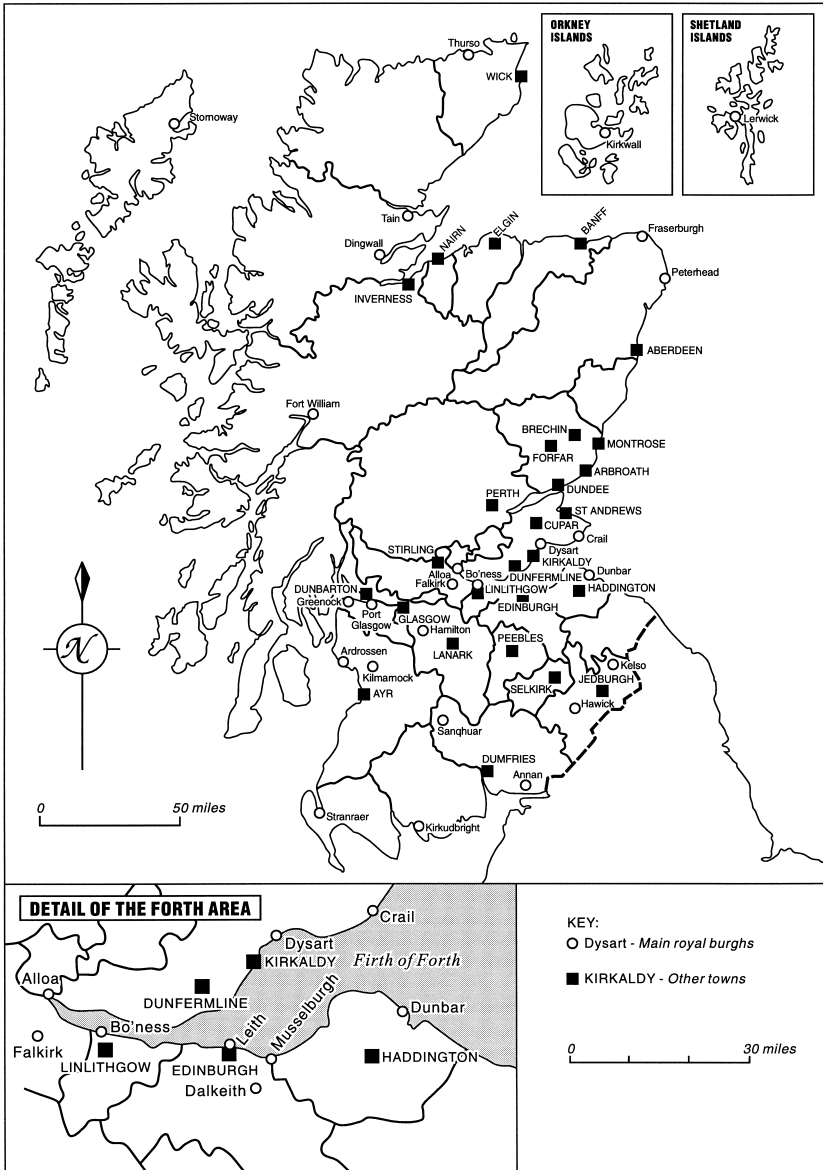 ORKNEY
ISLANDS
SHETLAND
ISLANDS
Thurso
WICK
Stornoway
Lerwick
Kirkwall
Tain
Fraserburgh
Dingwall
NAIRN
ELGIN
BANFF
Peterhead
INVERNESS
ABERDEEN
Fort William
BRECHIN
MONTROSE
FORFAR
ARBROATH
DUNDEE
PERTH
ST ANDREWS
CUPAR
Crail
Dysart
STIRLING
KIRKALDY
Alloa
Bo'ness
Dunbar
DUNFERMLINE
Falkirk
DUNBARTON
LINLITHGOW
HADDINGTON
Greenock
EDINBURGH
Port
Glasgow
GLASGOW
Hamilton
PEEBLES
LANARK
Ardrossen
Kelso
Kilmarnock
JEDBURGH
SELKIRK
AYR
Hawick
Sanqhuar
DUMFRIES
Annan
N
0 50 miles
Stranraer
Kirkudbright
DETAIL OF THE FORTH AREA
Crail
Dysart
KIRKALDY
Firth of Forth
Alloa
DUNFERMLINE
Musselburgh
Dunbar
Bo'ness
Leith
Falkirk
LINLITHGOW
EDINBURGH
HADDINGTON
Dalkeith
KEY:
Dysart - Main royal burghs
KIRKALDY - Other towns
0 30 miles